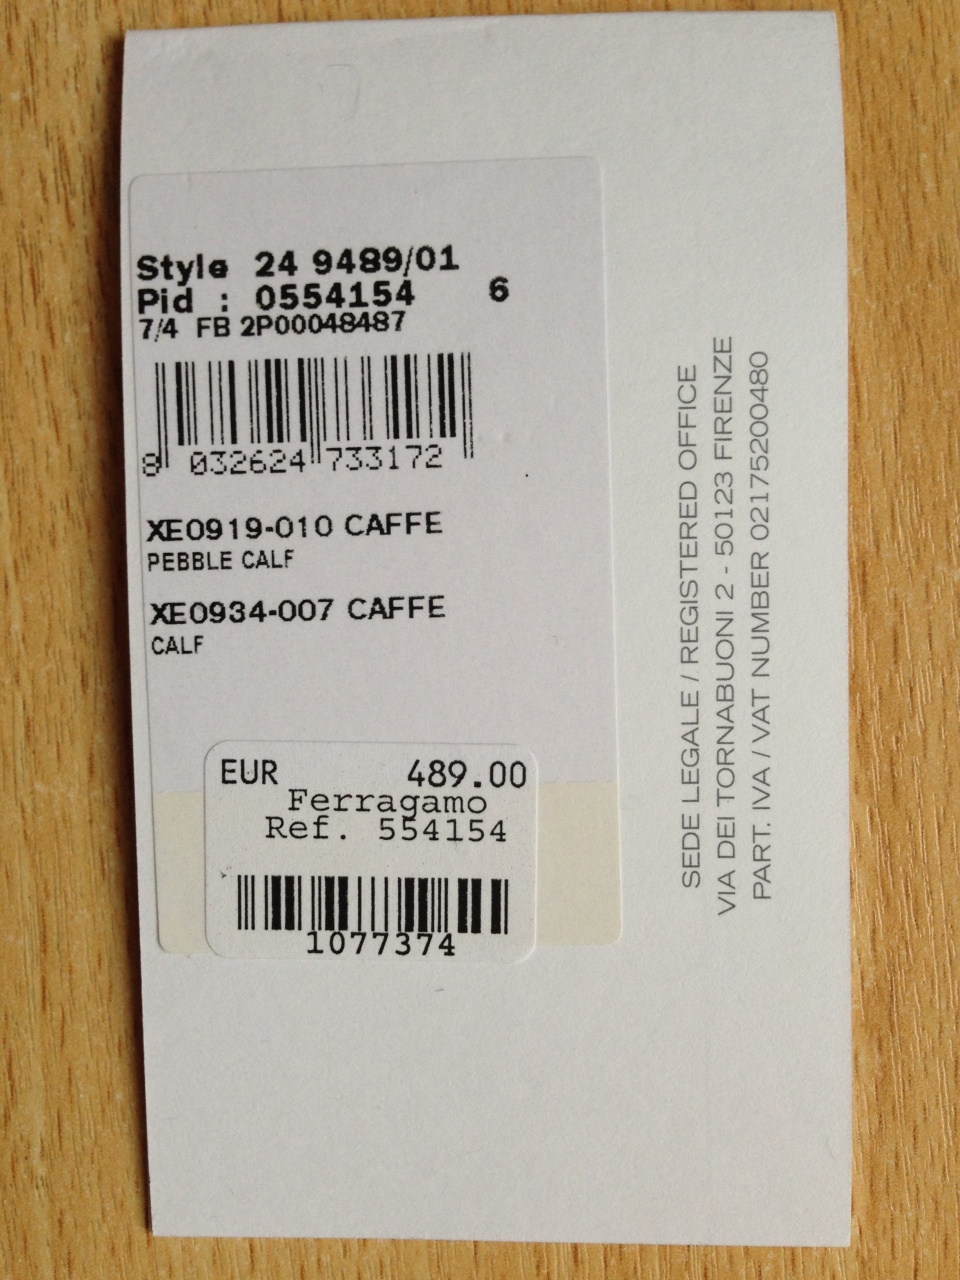 Style 24 9489/01
Pid : 0554154 6
7/4 FB 2P00048487
8 032624 733172
XE0919-010 CAFFE
PEBBLE CALF
XE0934-007 CAFFE
CALF
EUR 489.00
Ferragamo
Ref. 554154
1077374
SEDE LEGALE / REGISTERED OFFICE
VIA DEI TORNABUONI 2 - 50123 FIRENZE
PART. IVA / VAT NUMBER 02175200480